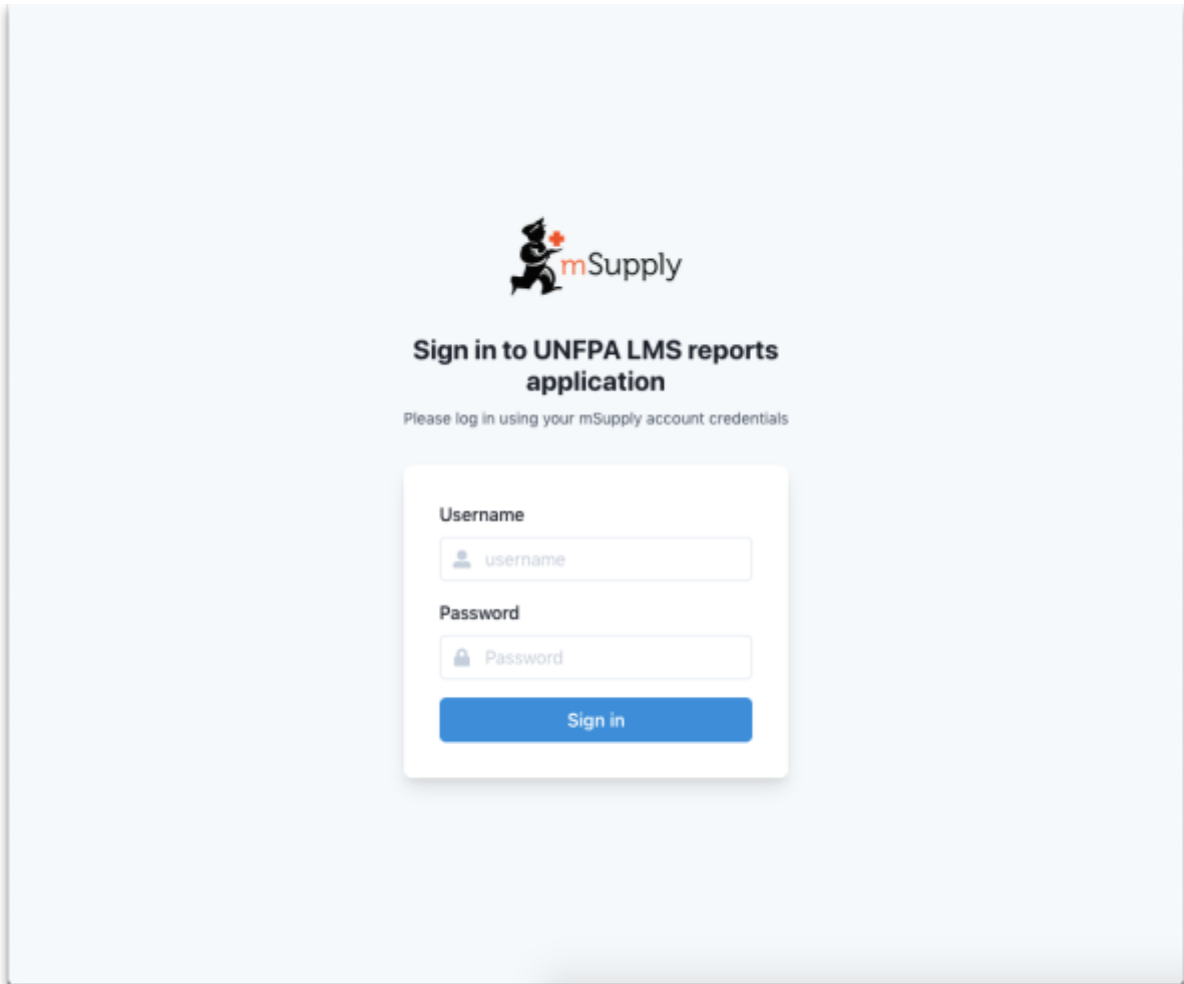 mSupply
Sign in to UNFPA LMS reports
application
Please log in using your mSupply account credentials
Username
username
Password
Password
Sign in